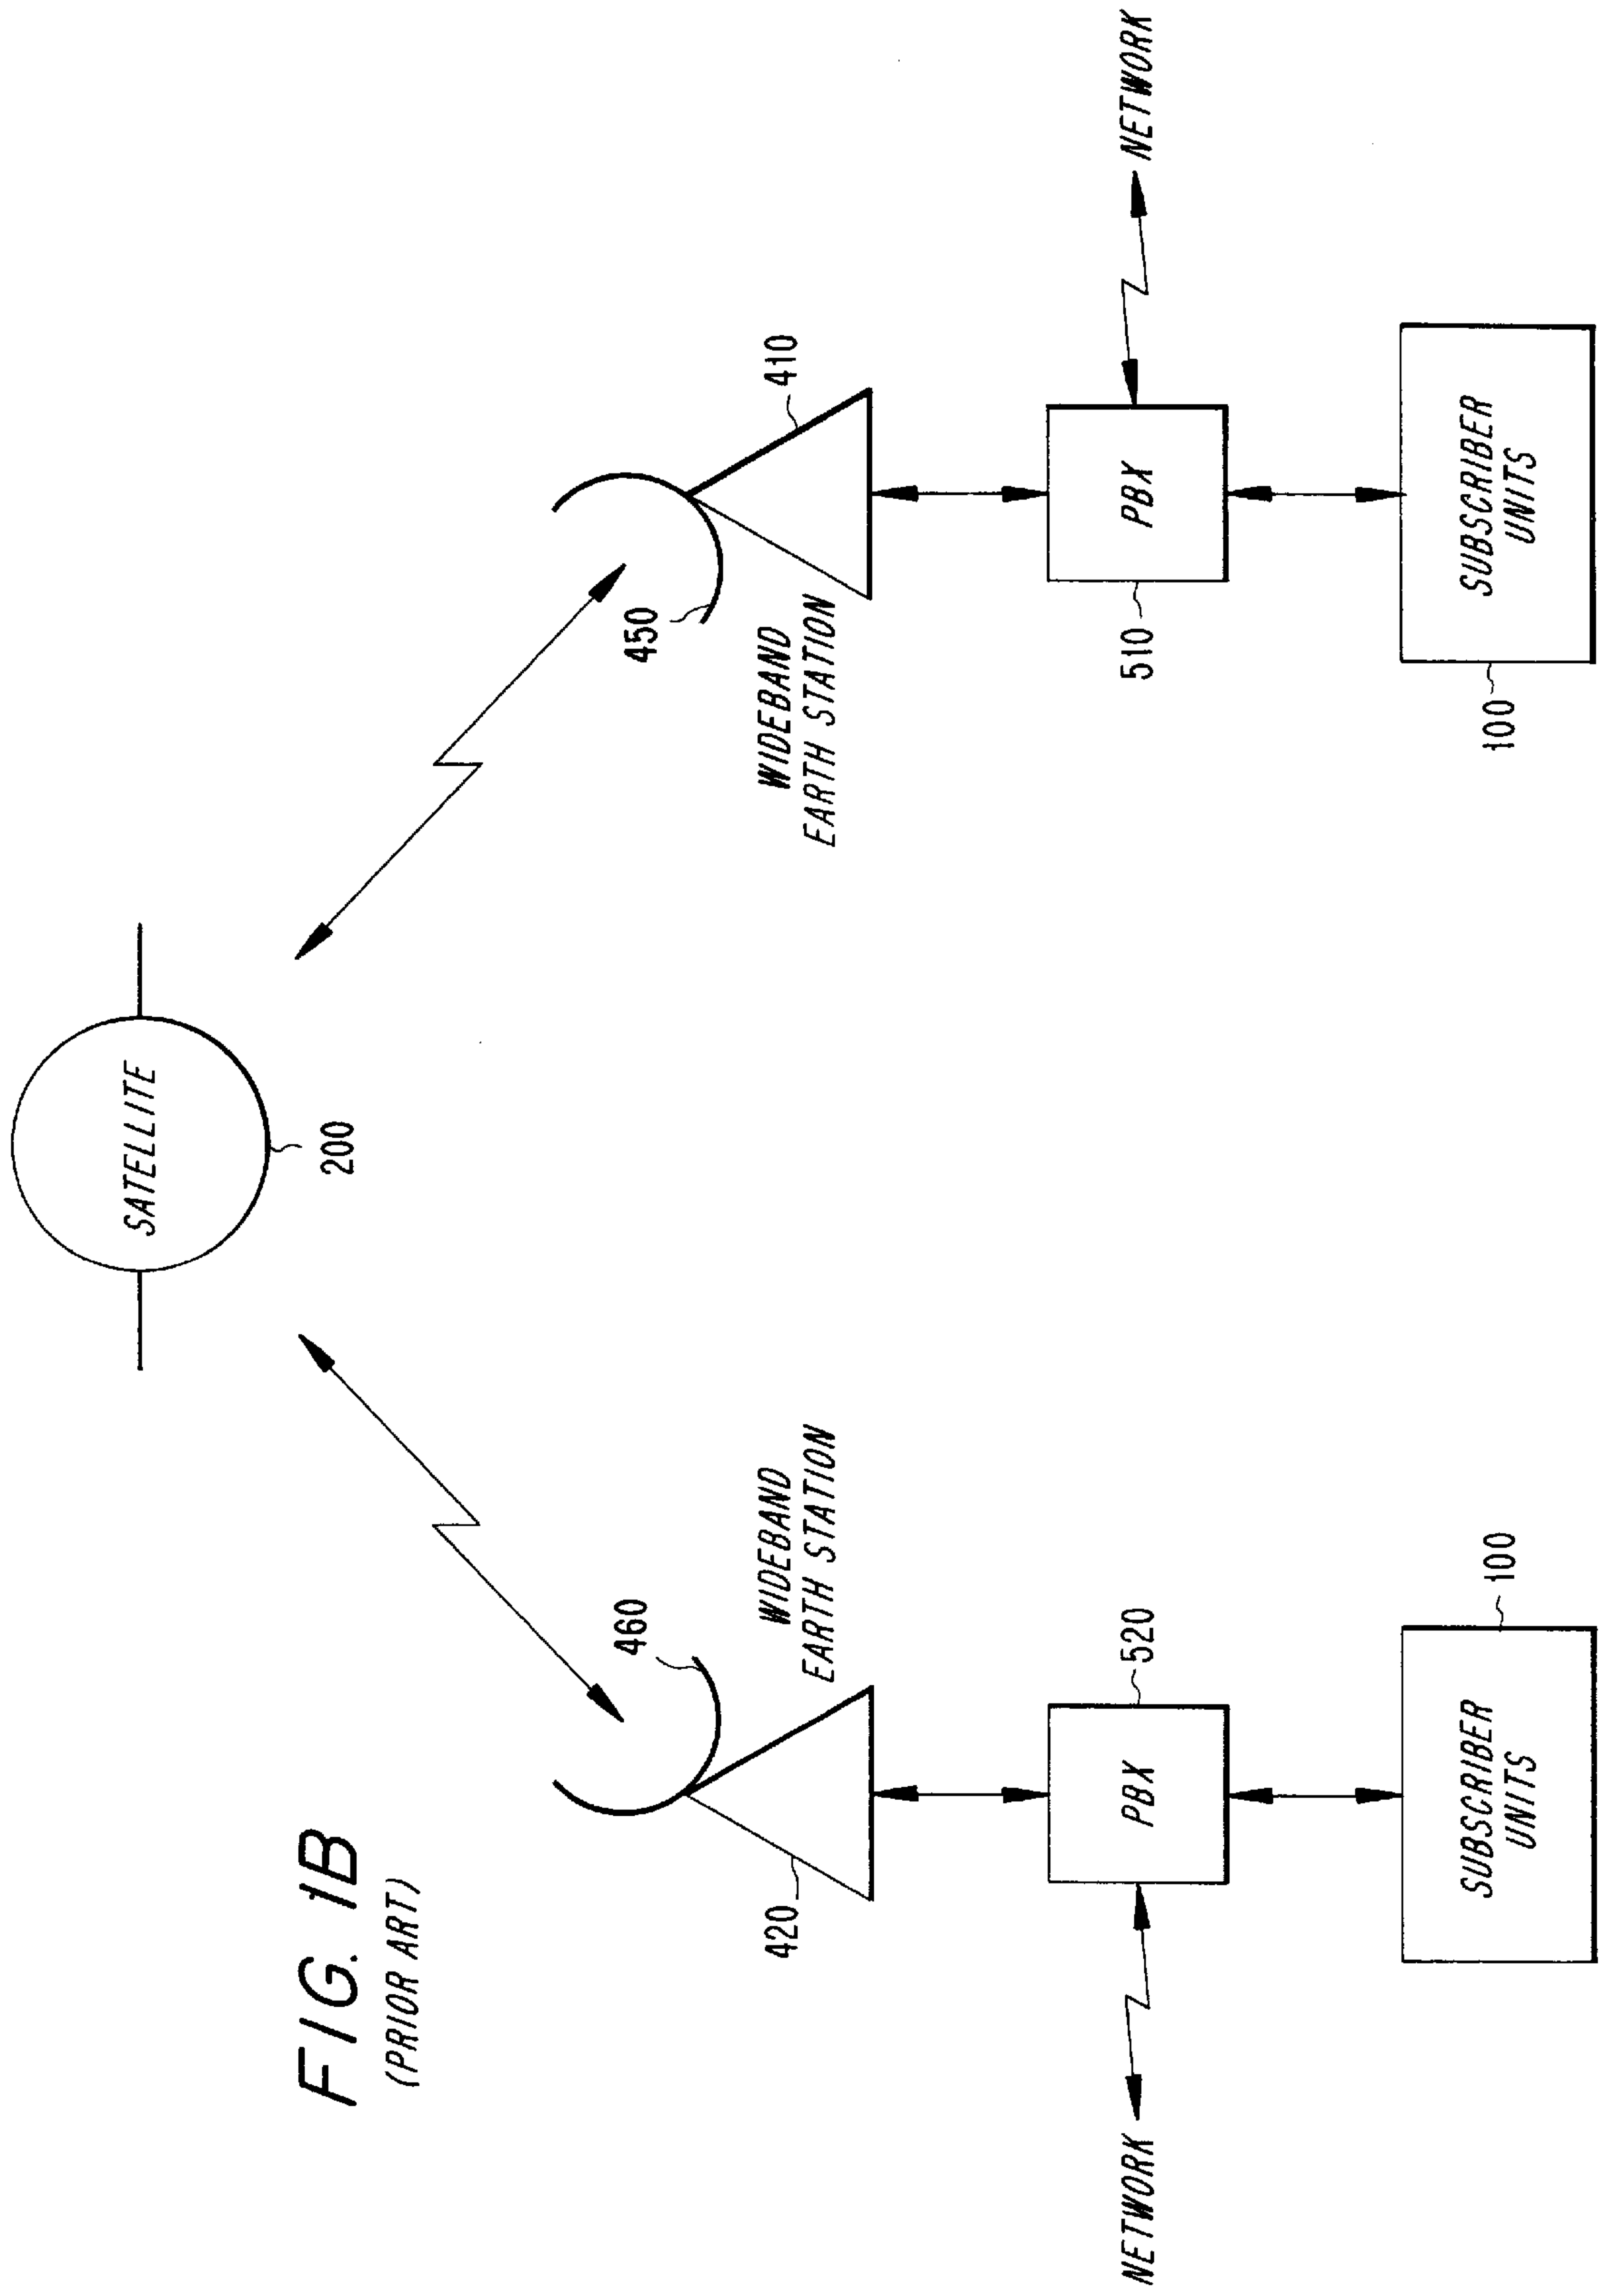 FIG. 1B
(PRIOR ART)
SATELLITE
200
460
450
WIDEBAND
EARTH STATION
WIDEBAND
EARTH STATION
420
410
NETWORK
PBX
520
510
PBX
NETWORK
SUBSCRIBER
UNITS
100
100
SUBSCRIBER
UNITS